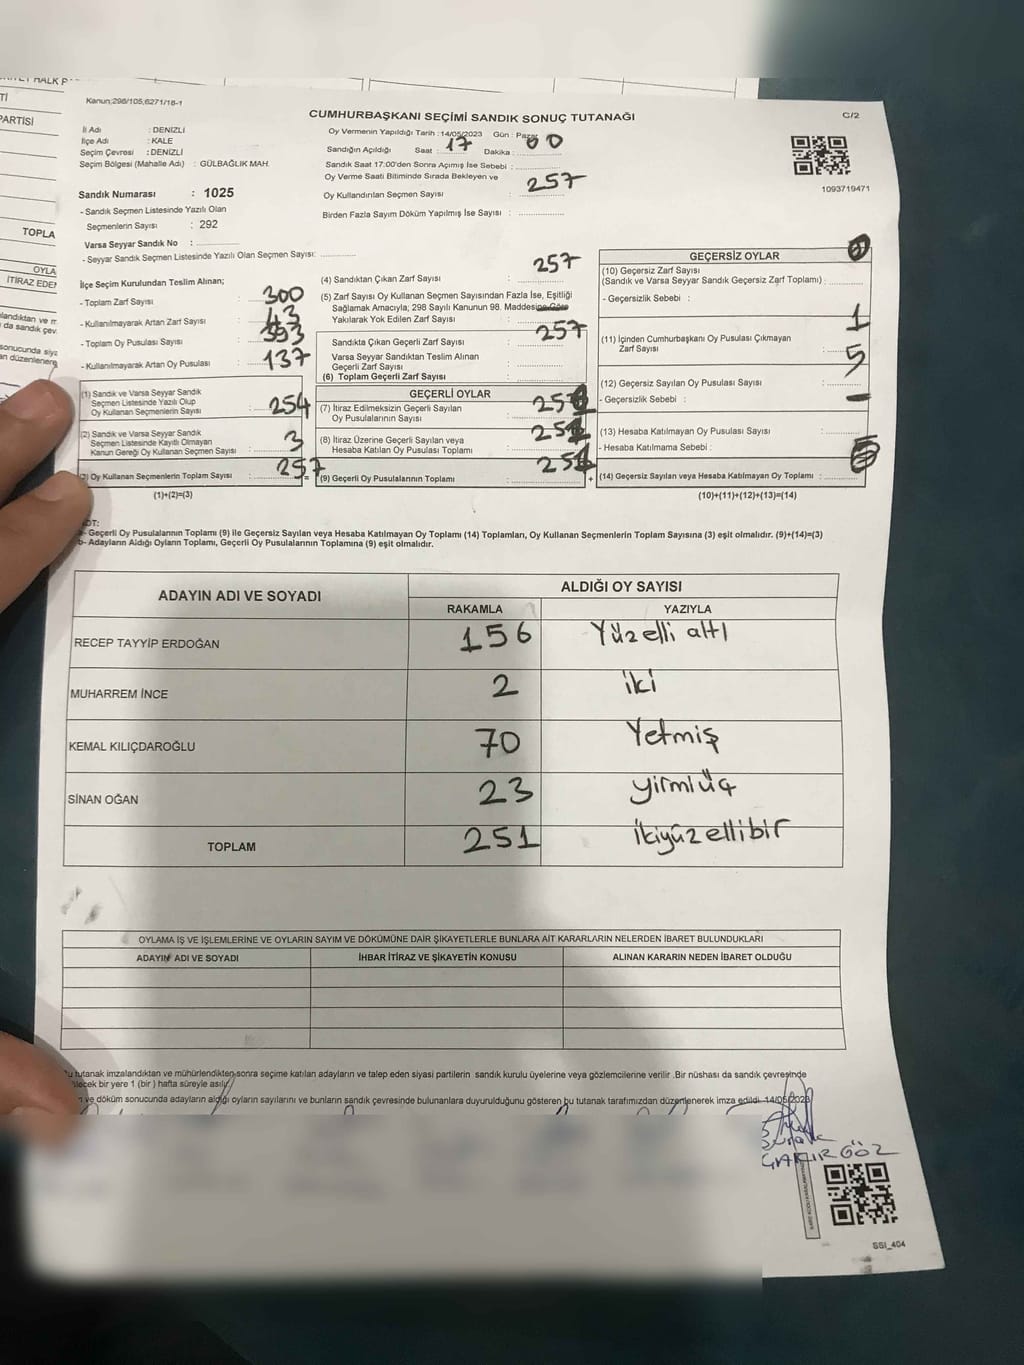 Kanun;298/105,6271/18-1
CUMHURBAŞKANI SEÇİMİ SANDIK SONUÇ TUTANAĞI
C/2
İl Adı : DENİZLİ
İlçe Adı : KALE
Seçim Çevresi : DENİZLİ
Seçim Bölgesi (Mahalle Adı) : GÜLBAĞLIK MAH.
Oy Vermenin Yapıldığı Tarih : 14/05/2023 Gün : Pazar
Sandığın Açıldığı Saat : 17 Dakika : 00
Sandık Saat 17:00'den Sonra Açımış İse Sebebi :
Oy Verme Saati Bitiminde Sırada Bekleyen ve
Oy Kullandırılan Seçmen Sayısı : 257
Birden Fazla Sayım Döküm Yapılmış İse Sayısı :
1093719471
Sandık Numarası : 1025
- Sandık Seçmen Listesinde Yazılı Olan
Seçmenlerin Sayısı : 292
Varsa Seyyar Sandık No :
- Seyyar Sandık Seçmen Listesinde Yazılı Olan Seçmen Sayısı:
İlçe Seçim Kurulundan Teslim Alınan;
- Toplam Zarf Sayısı : 300
- Kullanılmayarak Artan Zarf Sayısı : 43
- Toplam Oy Pusulası Sayısı :
- Kullanılmayarak Artan Oy Pusulası : 137
(1) Sandık ve Varsa Seyyar Sandık
Seçmen Listesinde Yazılı Olup
Oy Kullanan Seçmenlerin Sayısı : 254
(2) Sandık ve Varsa Seyyar Sandık
Seçmen Listesinde Kayıtlı Olmayan
Kanun Gereği Oy Kullanan Seçmen Sayısı : 3
(3) Oy Kullanan Seçmenlerin Toplam Sayısı : 257
(1)+(2)=(3)
(4) Sandıktan Çıkan Zarf Sayısı : 257
(5) Zarf Sayısı Oy Kullanan Seçmen Sayısından Fazla İse, Eşitliği
Sağlamak Amacıyla; 298 Sayılı Kanunun 98. Maddesine Göre
Yakılarak Yok Edilen Zarf Sayısı :
Sandıkta Çıkan Geçerli Zarf Sayısı : 257
Varsa Seyyar Sandıktan Teslim Alınan
Geçerli Zarf Sayısı :
(6) Toplam Geçerli Zarf Sayısı :
GEÇERLİ OYLAR
(7) İtiraz Edilmeksizin Geçerli Sayılan
Oy Pusulalarının Sayısı :
(8) İtiraz Üzerine Geçerli Sayılan veya
Hesaba Katılan Oy Pusulası Toplamı :
(9) Geçerli Oy Pusulalarının Toplamı :
GEÇERSİZ OYLAR
(10) Geçersiz Zarf Sayısı
(Sandık ve Varsa Seyyar Sandık Geçersiz Zarf Toplamı) :
- Geçersizlik Sebebi :
(11) İçinden Cumhurbaşkanı Oy Pusulası Çıkmayan
Zarf Sayısı : 1
(12) Geçersiz Sayılan Oy Pusulası Sayısı : 5
- Geçersizlik Sebebi :
(13) Hesaba Katılmayan Oy Pusulası Sayısı : -
- Hesaba Katılmama Sebebi :
(14) Geçersiz Sayılan veya Hesaba Katılmayan Oy Toplamı :
(10)+(11)+(12)+(13)=(14)
a- Geçerli Oy Pusulalarının Toplamı (9) ile Geçersiz Sayılan veya Hesaba Katılmayan Oy Toplamı (14) Toplamları, Oy Kullanan Seçmenlerin Toplam Sayısına (3) eşit olmalıdır. (9)+(14)=(3)
b- Adayların Aldığı Oyların Toplamı, Geçerli Oy Pusulalarının Toplamına (9) eşit olmalıdır.
ADAYIN ADI VE SOYADI ALDIĞI OY SAYISI
RAKAMLA YAZIYLA
RECEP TAYYİP ERDOĞAN 156 Yüzelli altı
MUHARREM İNCE 2 iki
KEMAL KILIÇDAROĞLU 70 Yetmiş
SİNAN OĞAN 23 yirmiüç
TOPLAM 251 ikiyüzellibir
OYLAMA İŞ VE İŞLEMLERİNE VE OYLARIN SAYIM VE DÖKÜMÜNE DAİR ŞİKAYETLERLE BUNLARA AİT KARARLARIN NELERDEN İBARET BULUNDUKLARI
ADAYIN ADI VE SOYADI İHBAR İTİRAZ VE ŞİKAYETİN KONUSU ALINAN KARARIN NEDEN İBARET OLDUĞU
tutanak imzalandıktan ve mühürlendikten sonra seçime katılan adayların ve talep eden siyasi partilerin sandık kurulu üyelerine veya gözlemcilerine verilir .Bir nüshası da sandık çevresinde
bir yere 1 (bir ) hafta süreyle asılır.
ve döküm sonucunda adayların aldığı oyların sayılarını ve bunların sandık çevresinde bulunanlara duyurulduğunu gösteren bu tutanak tarafımızdan düzenlenerek imza edildi. 14/05/2023
ÇAKIRGÖZ
SSI_404
PARTİSİ
TOPLA
OYLA
İTİRAZ EDER